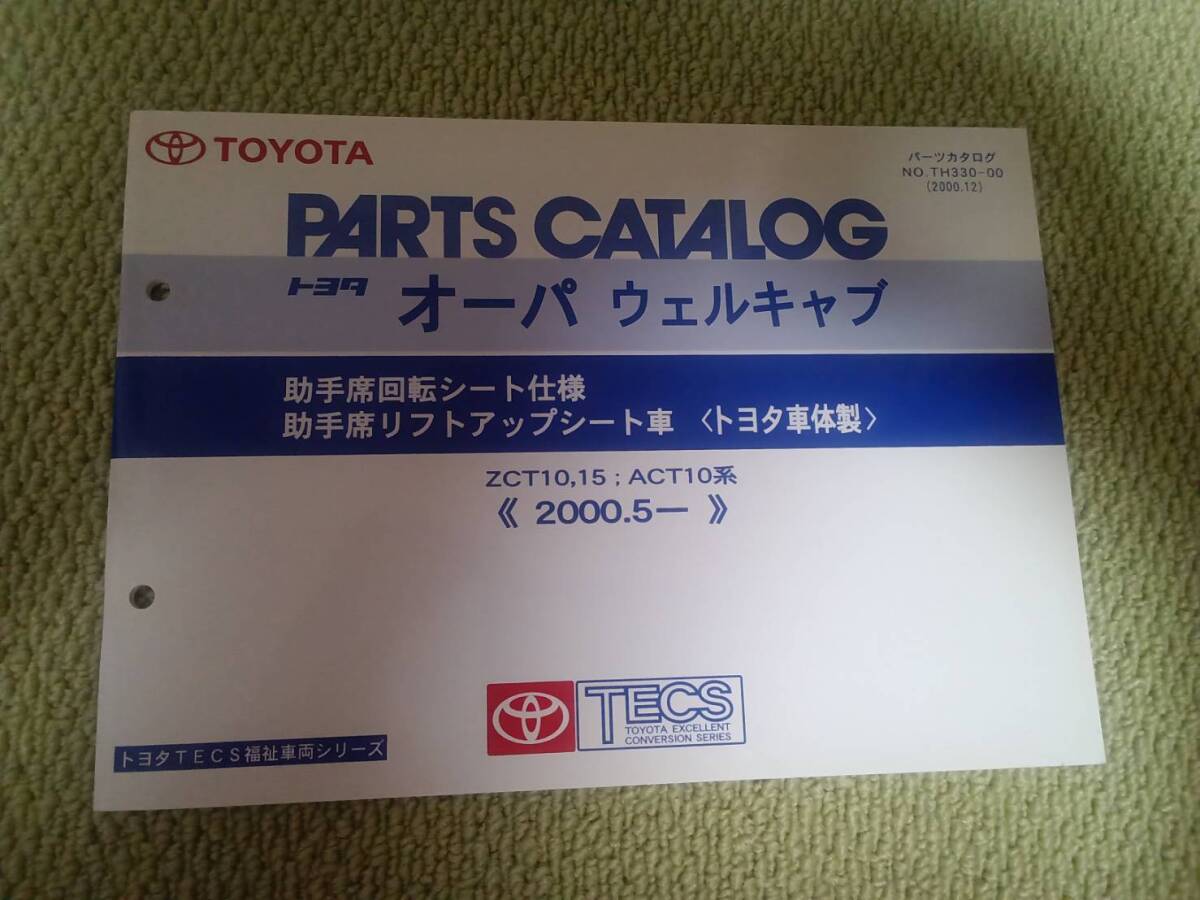 TOYOTA
パーツカタログ
NO.TH330-00
(2000.12)
PARTS CATALOG
トヨタ オーパ ウェルキャブ
助手席回転シート仕様
助手席リフトアップシート車 〈トヨタ車体製〉
ZCT10,15 ; ACT10系
《 2000.5ー 》
TECS
TOYOTA EXCELLENT
CONVERSION SERIES
トヨタTECS福祉車両シリーズ